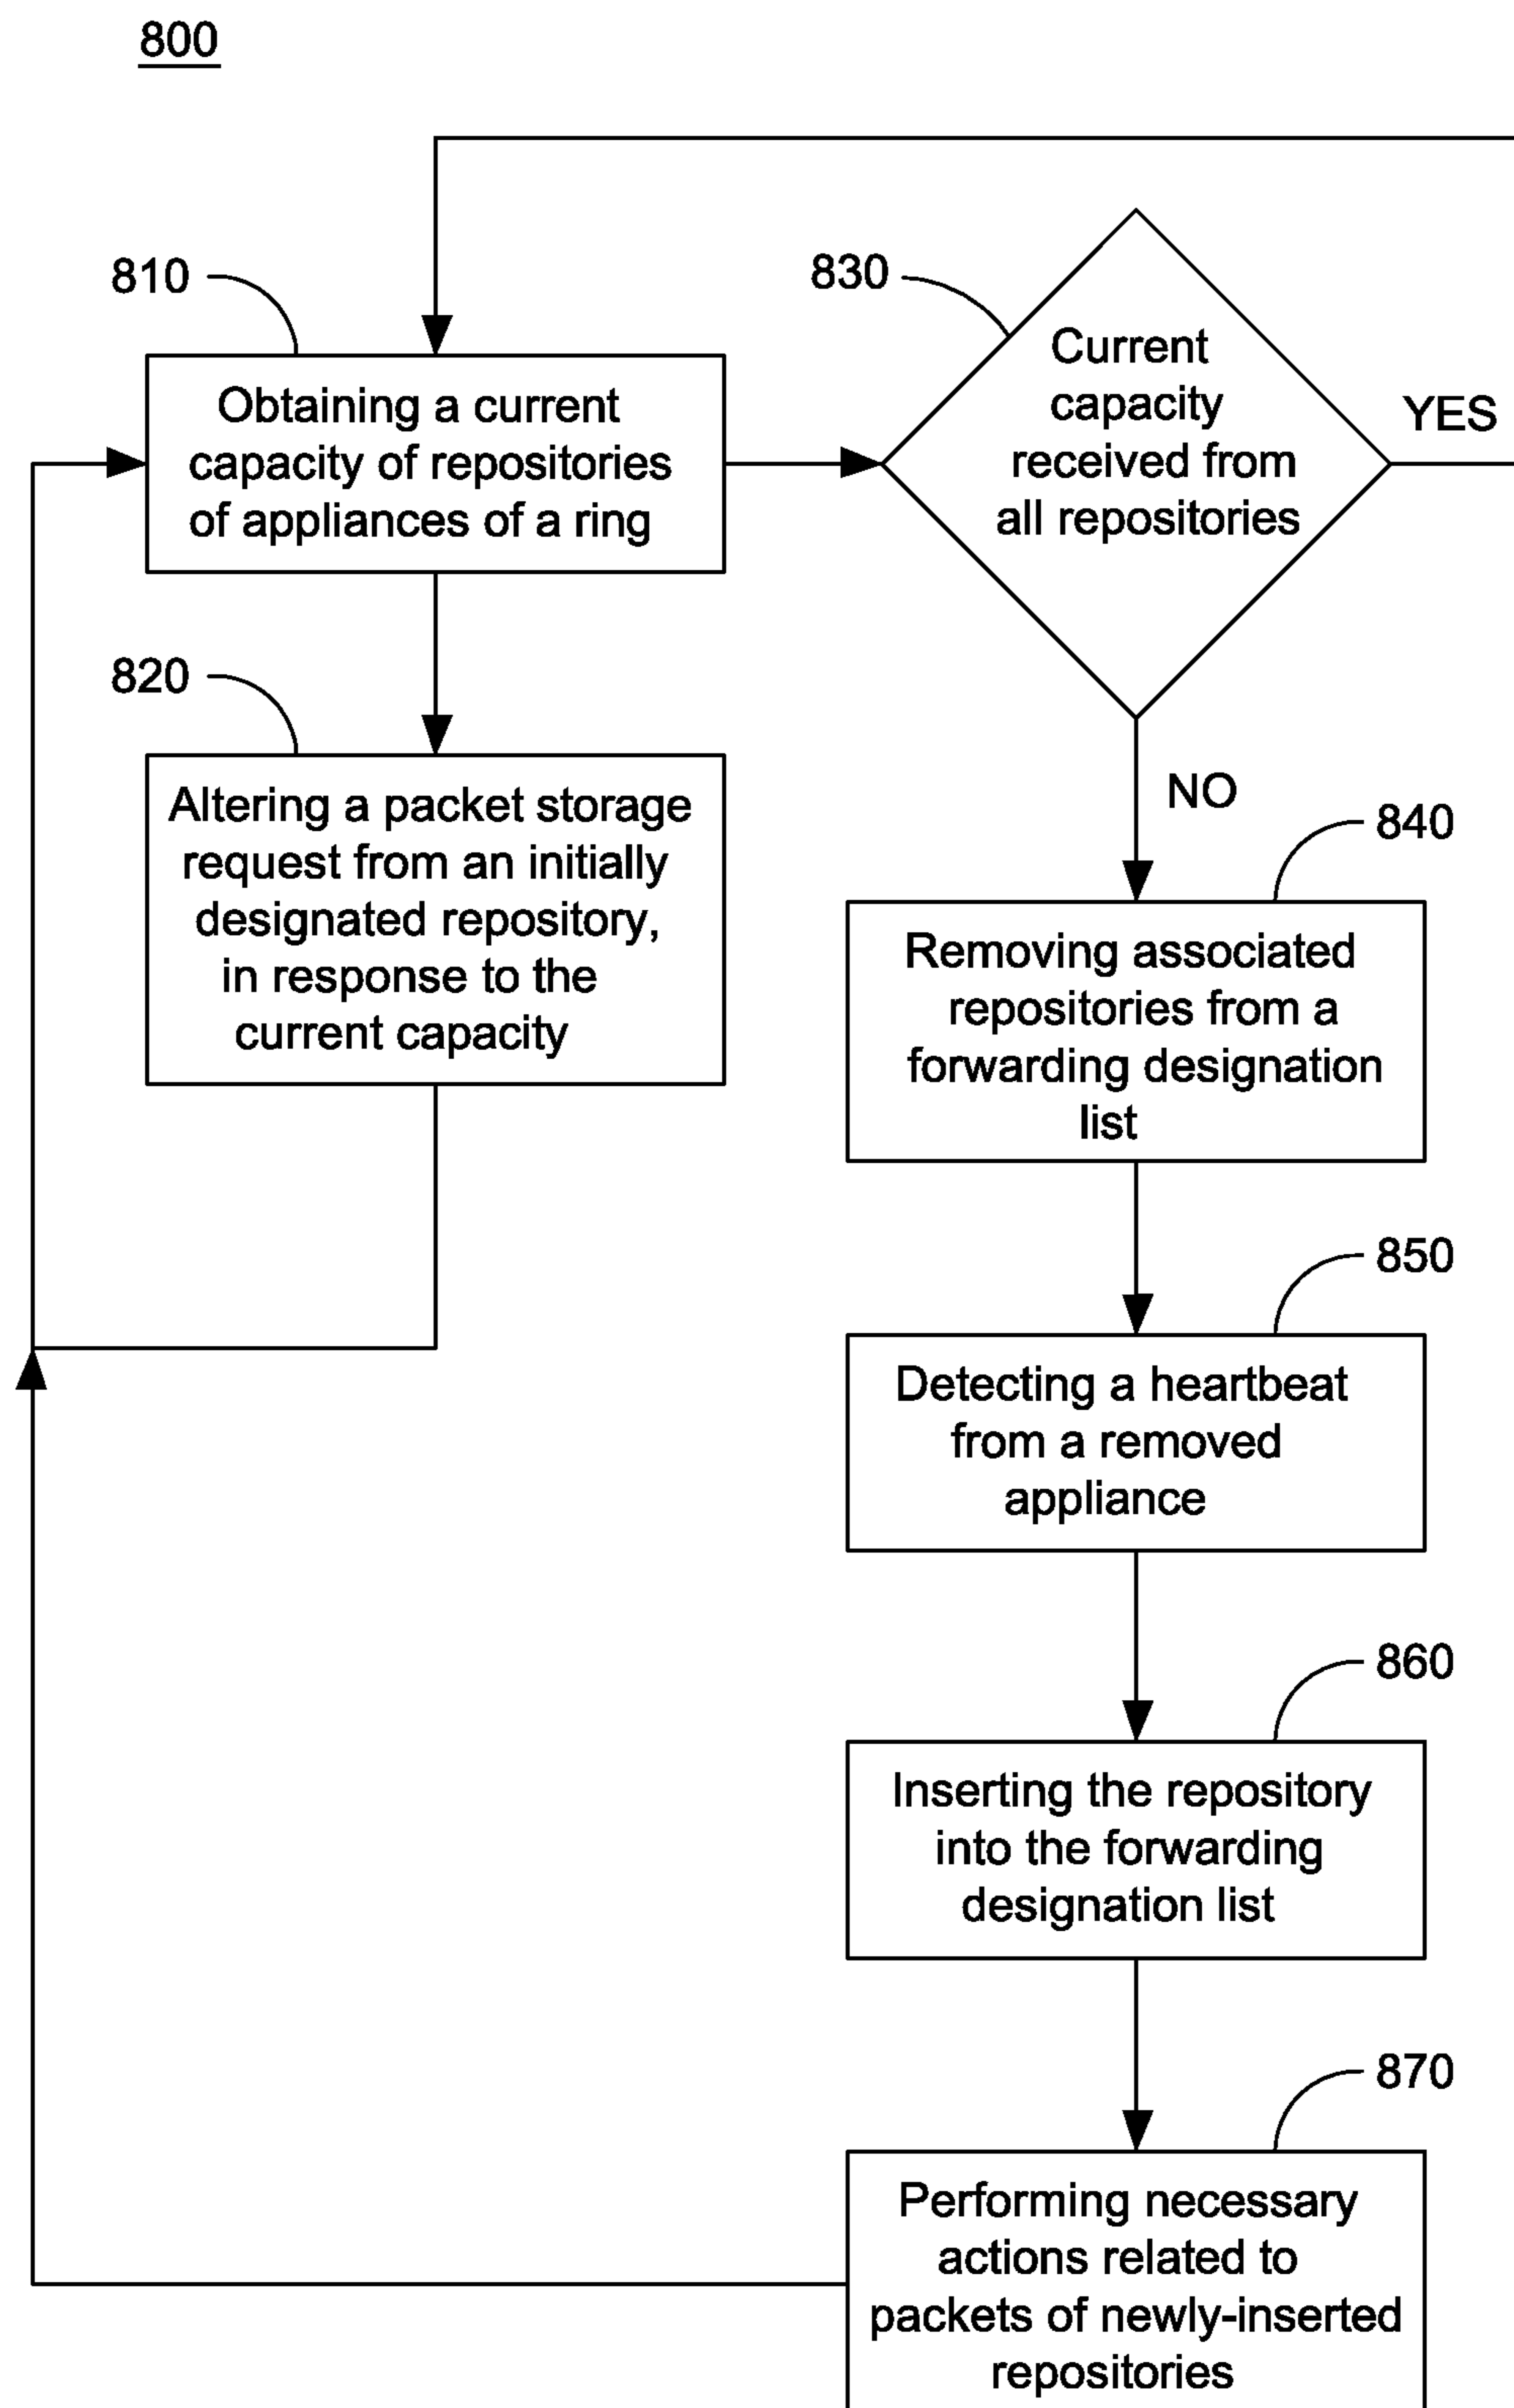 800
810
Obtaining a current
capacity of repositories
of appliances of a ring
820
Altering a packet storage
request from an initially
designated repository,
in response to the
current capacity
830
Current
capacity
received from
all repositories
YES
NO
840
Removing associated
repositories from a
forwarding designation
list
850
Detecting a heartbeat
from a removed
appliance
860
Inserting the repository
into the forwarding
designation list
870
Performing necessary
actions related to
packets of newly-inserted
repositories